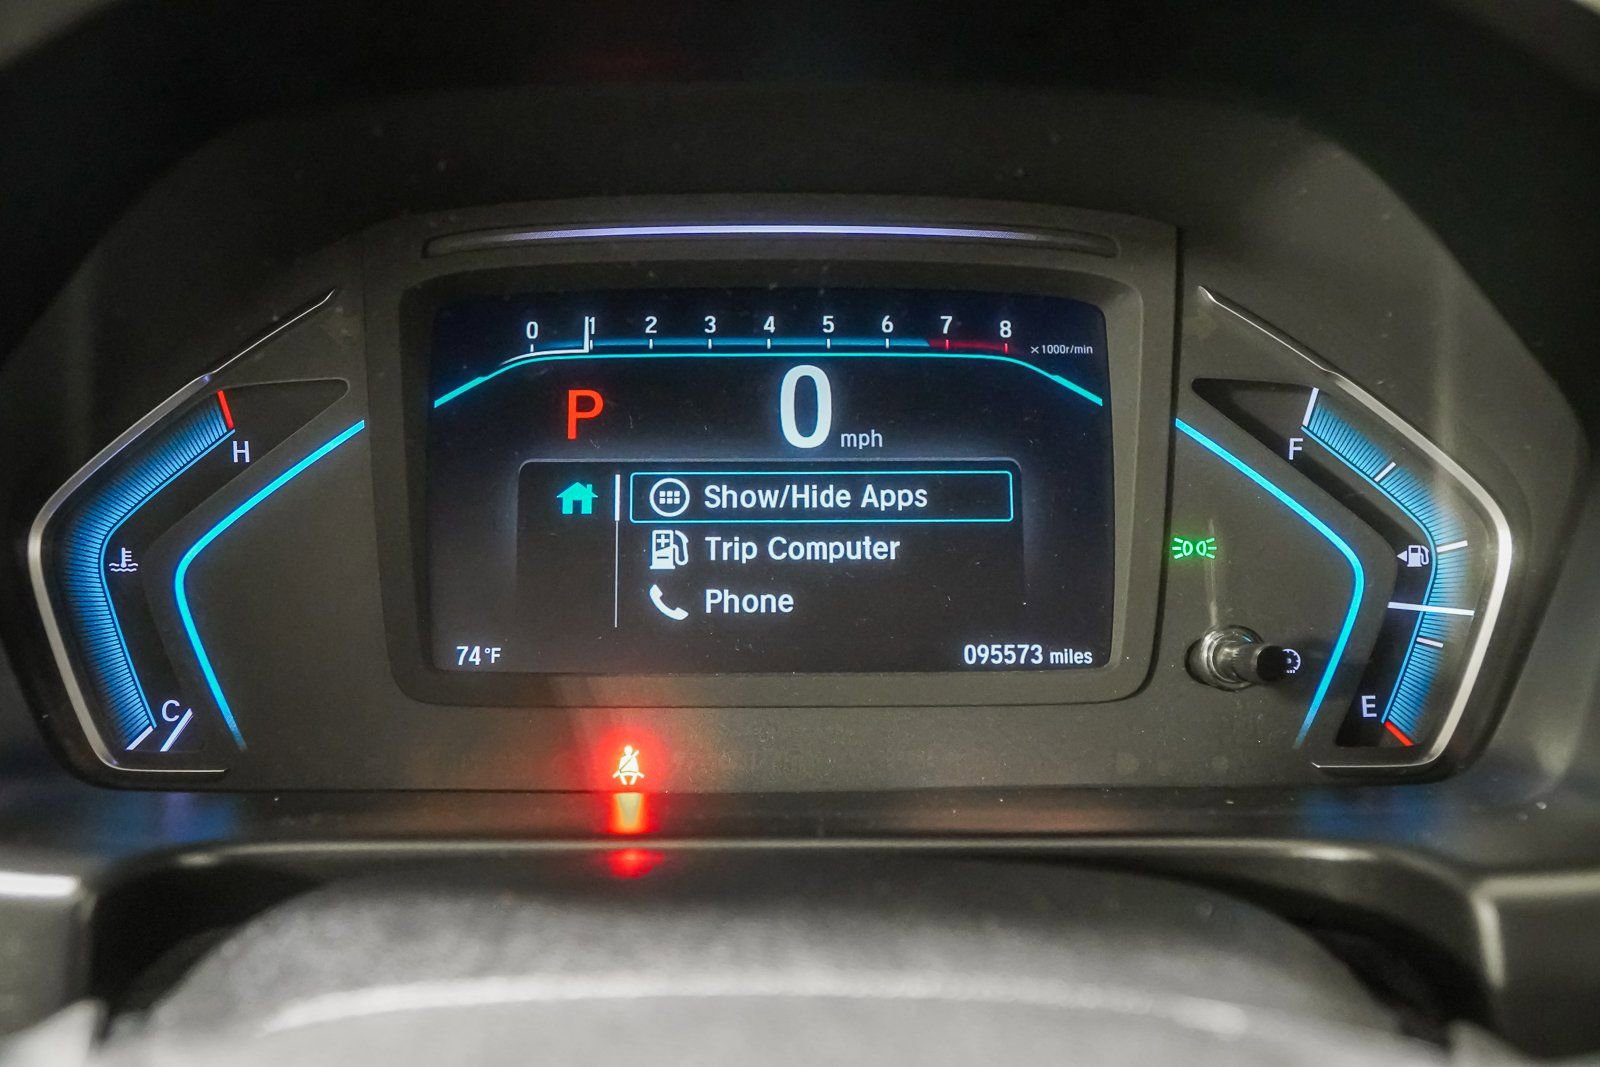 0 1 2 3 4 5 6 7 8
×1000r/min
P
0 mph
H
F
Show/Hide Apps
Trip Computer
Phone
74°F
095573 miles
C
E